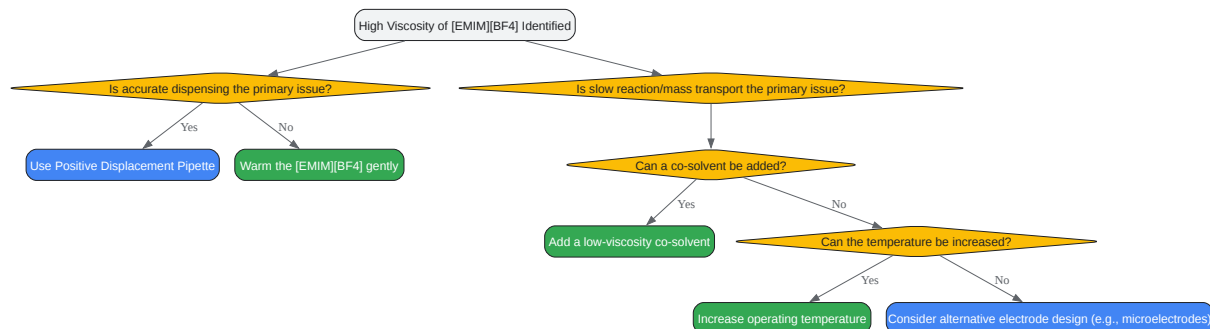 High Viscosity of [EMIM][BF4] Identified
Is accurate dispensing the primary issue?
Is slow reaction/mass transport the primary issue?
Yes
No
Use Positive Displacement Pipette
Warm the [EMIM][BF4] gently
Can a co-solvent be added?
Yes
No
Add a low-viscosity co-solvent
Can the temperature be increased?
Yes
No
Increase operating temperature
Consider alternative electrode design (e.g., microelectrodes)